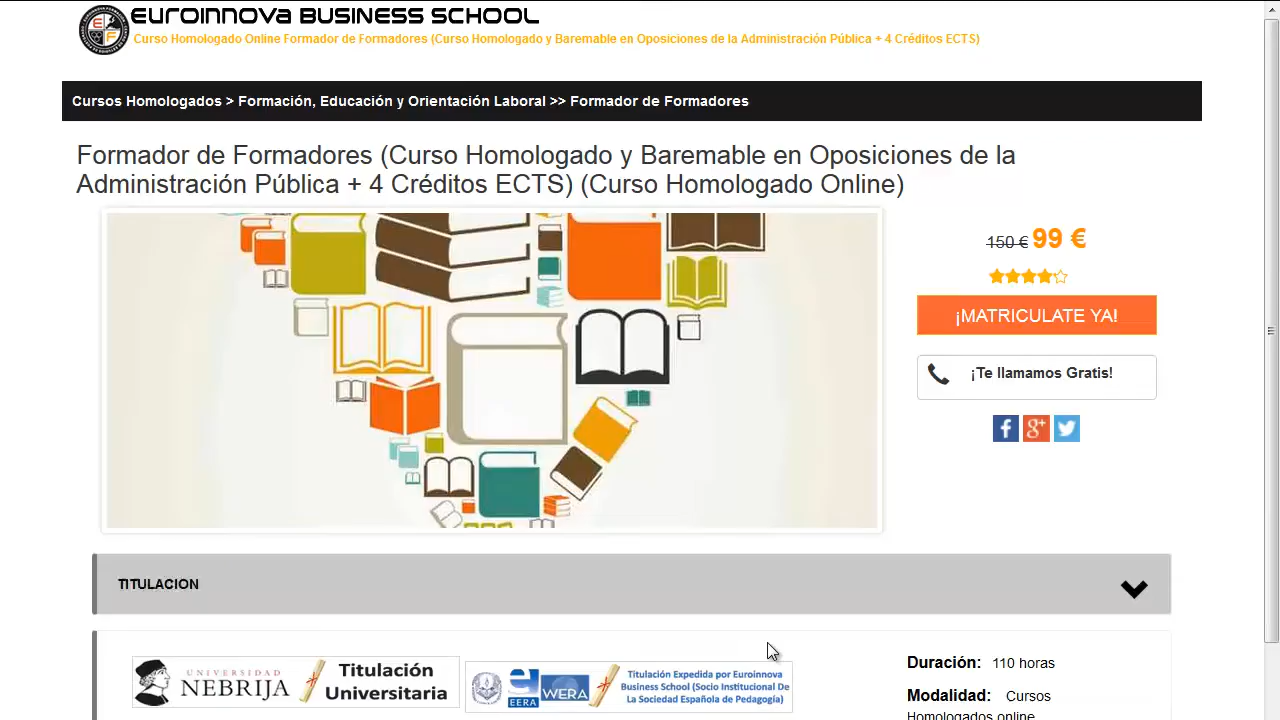 Euroinnova BUSINESS SCHOOL
Curso Homologado Online Formador de Formadores (Curso Homologado y Baremable en Oposiciones de la Administración Pública + 4 Créditos ECTS)
Cursos Homologados > Formación, Educación y Orientación Laboral >> Formador de Formadores
Formador de Formadores (Curso Homologado y Baremable en Oposiciones de la
Administración Pública + 4 Créditos ECTS) (Curso Homologado Online)
150 € 99 €
¡MATRICULATE YA!
¡Te llamamos Gratis!
TITULACION
UNIVERSIDAD
NEBRIJA
Titulación
Universitaria
EERA
WERA
Titulación Expedida por Euroinnova
Business School (Socio Institucional De
La Sociedad Española de Pedagogía)
Duración: 110 horas
Modalidad: Cursos
Homologados online